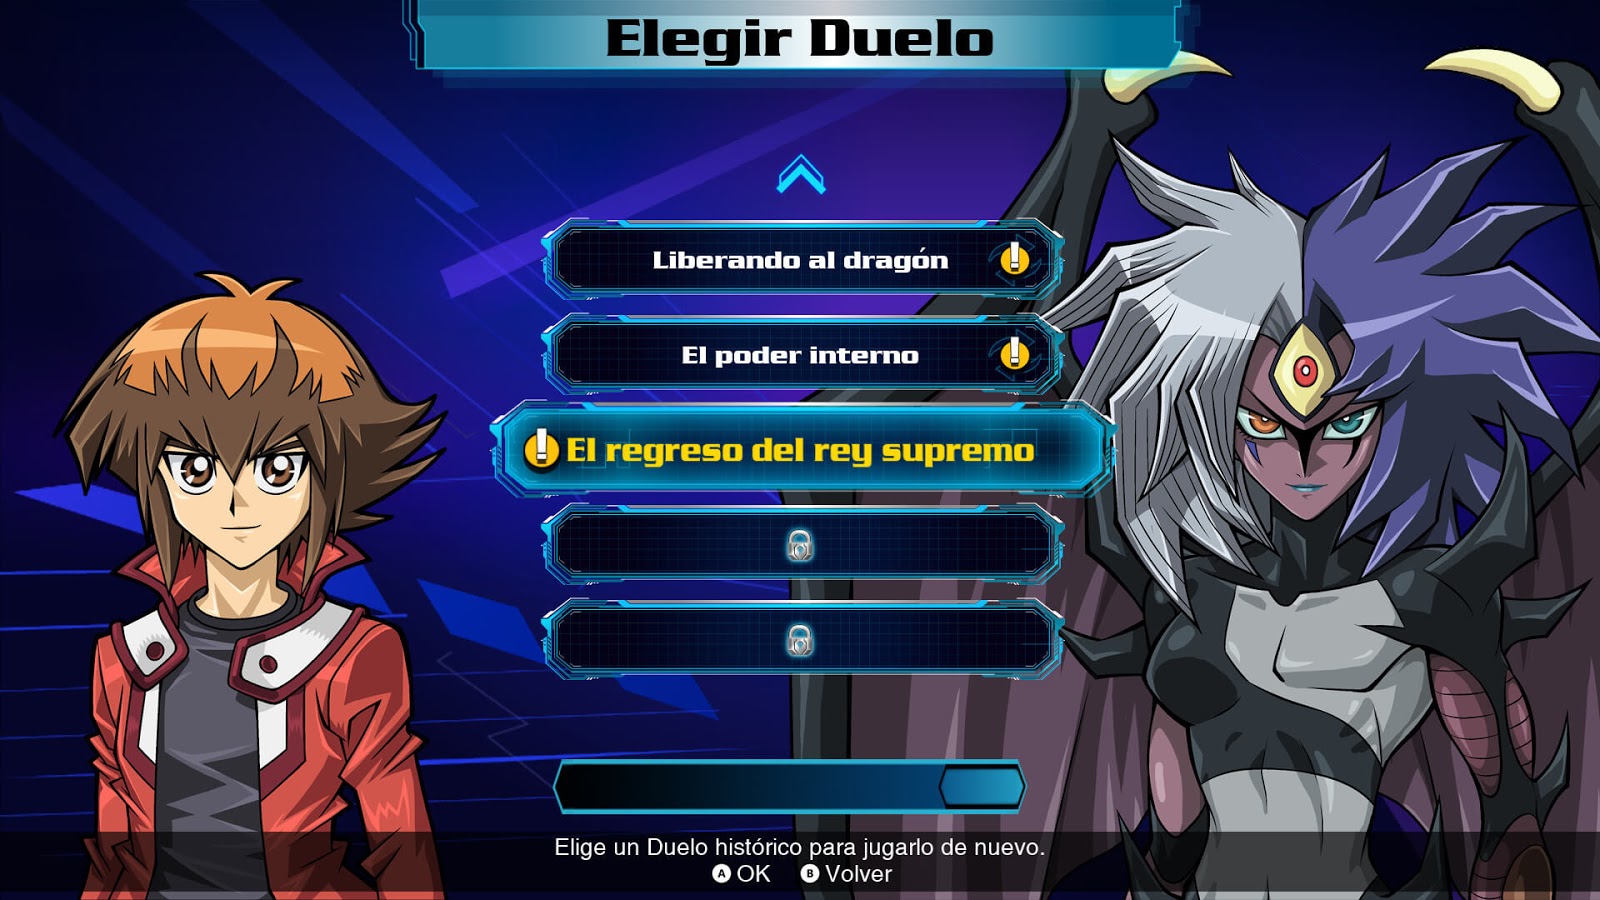 Elegir Duelo
Liberando al dragón
El poder interno
El regreso del rey supremo
Elige un Duelo histórico para jugarlo de nuevo.
A OK B Volver